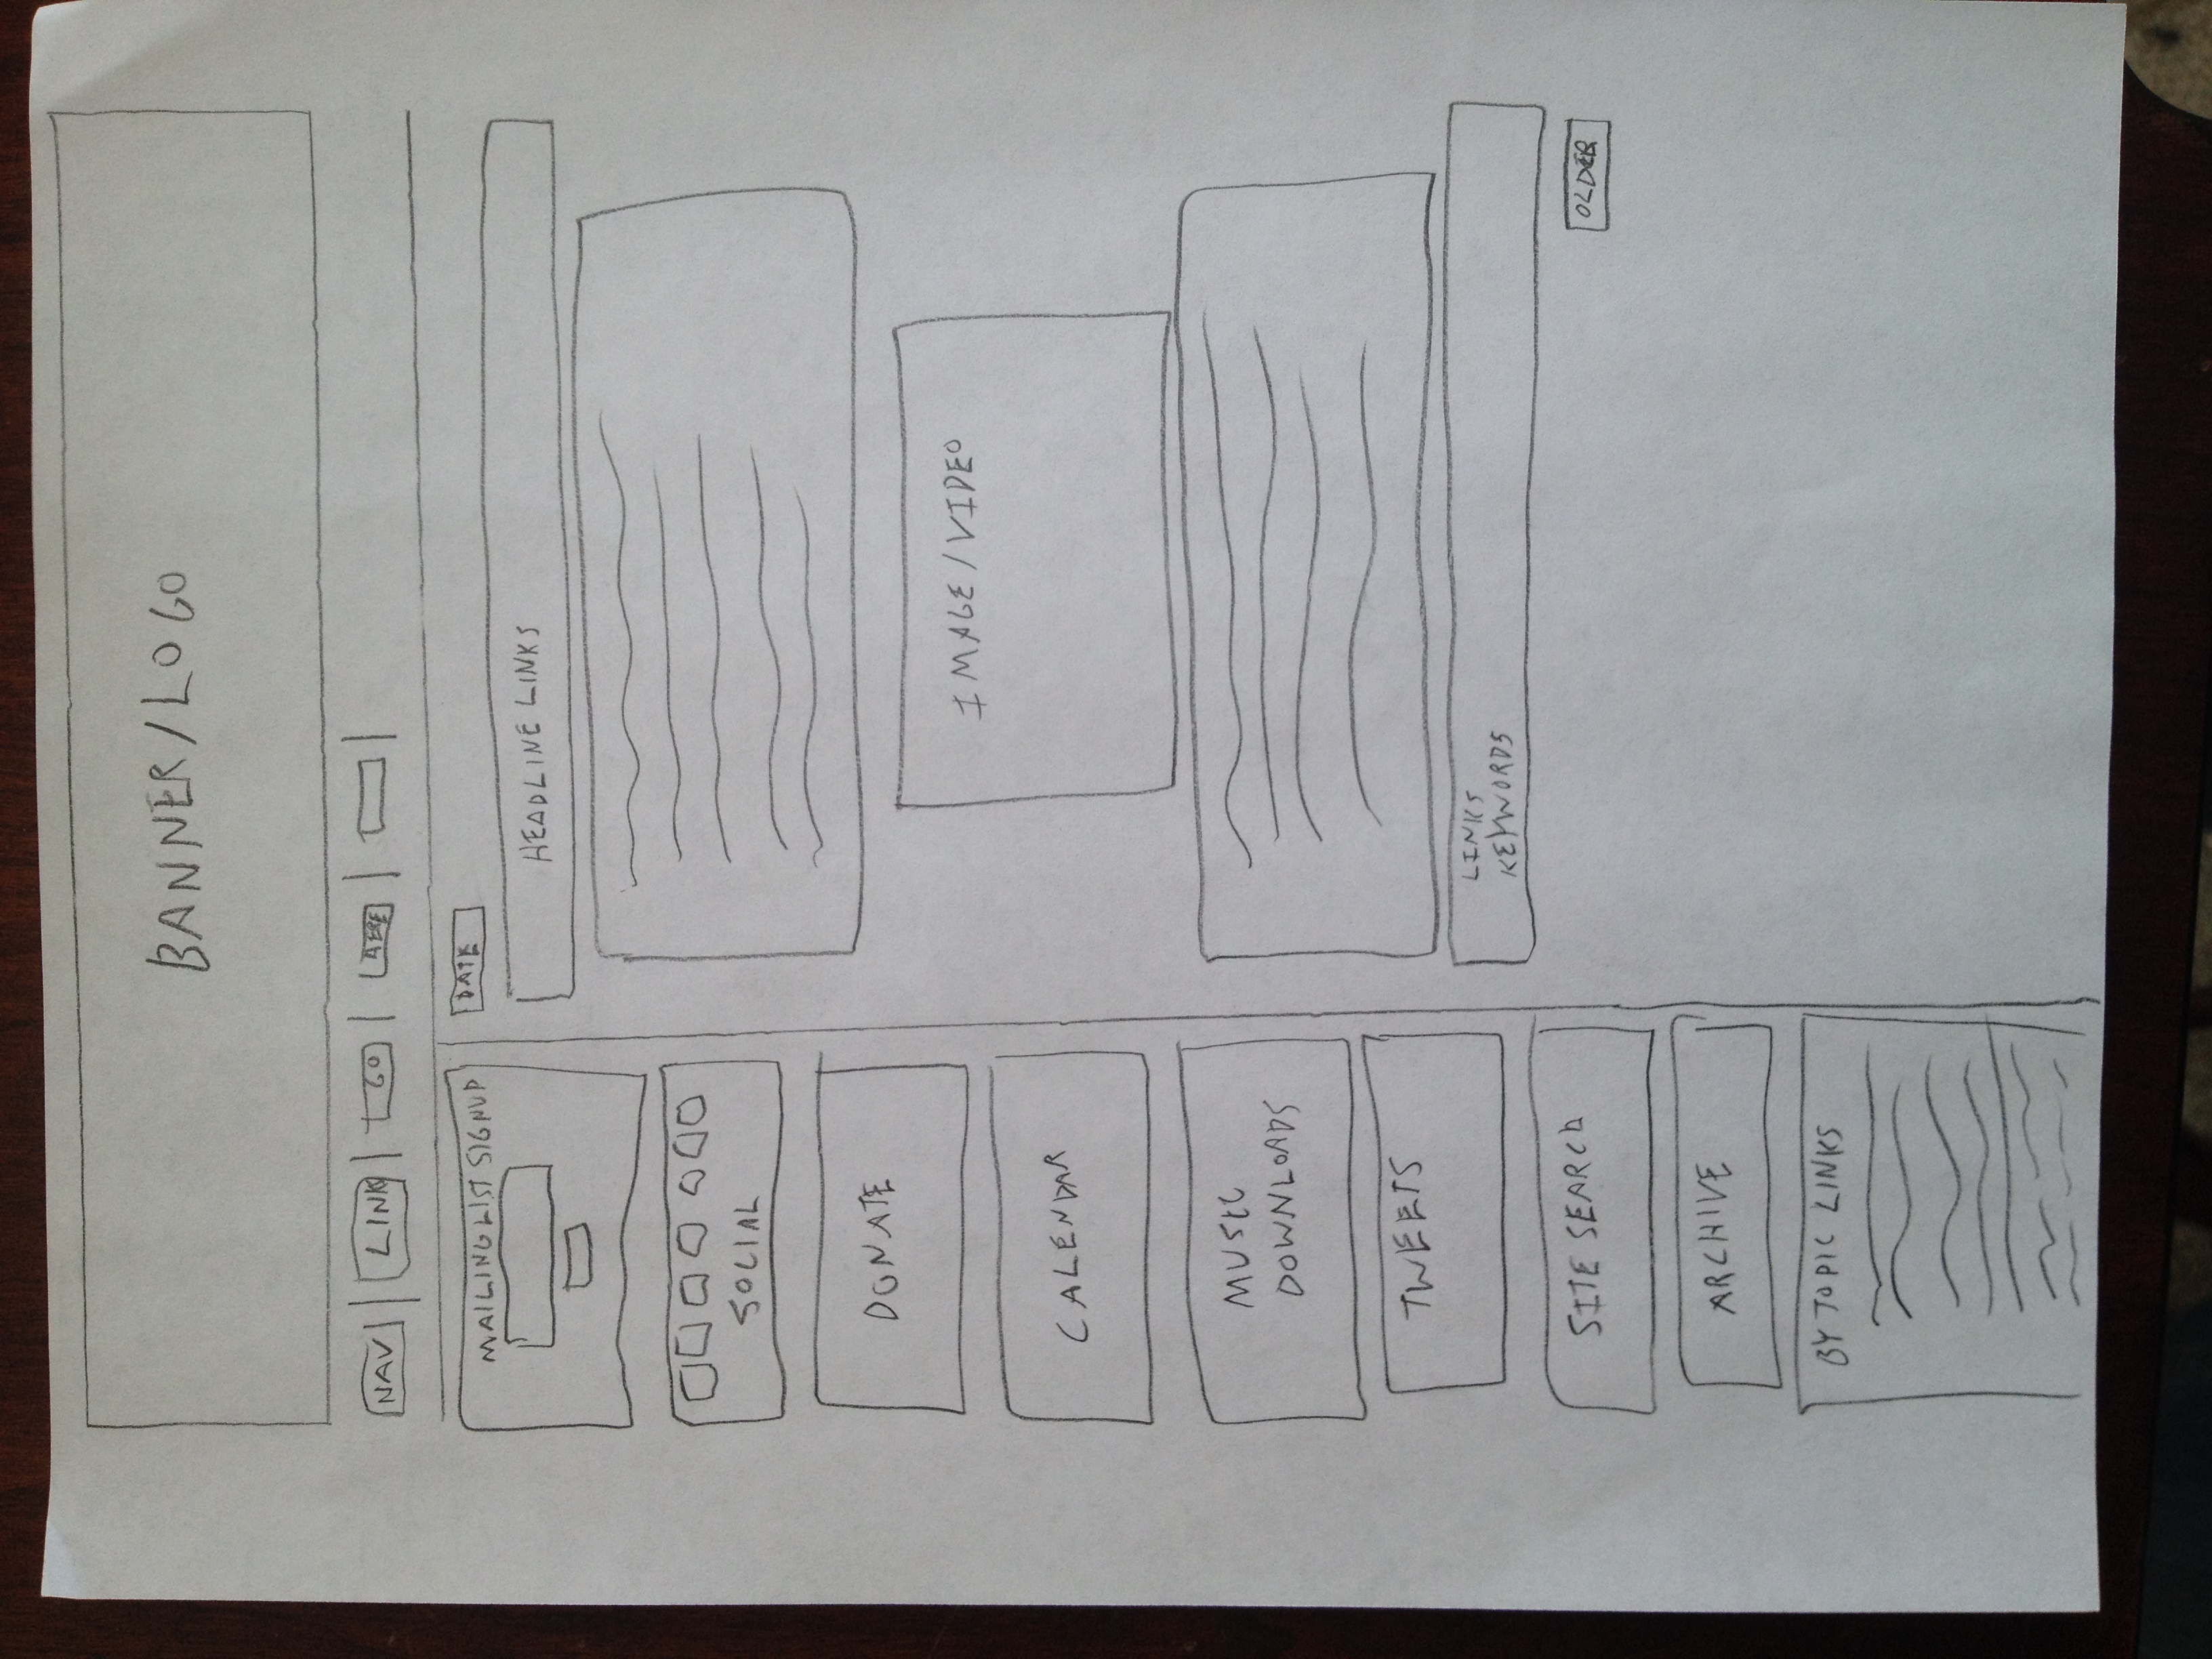 BANNER/LOGO
NAV LINK GO HERE
MAILING LIST SIGNUP
SOCIAL
DONATE
CALENDAR
MUSIC
DOWNLOADS
TWEETS
SITE SEARCH
ARCHIVE
BY TOPIC LINKS
DATE
HEADLINE LINKS
IMAGE/VIDEO
LINKS
KEYWORDS
OLDER